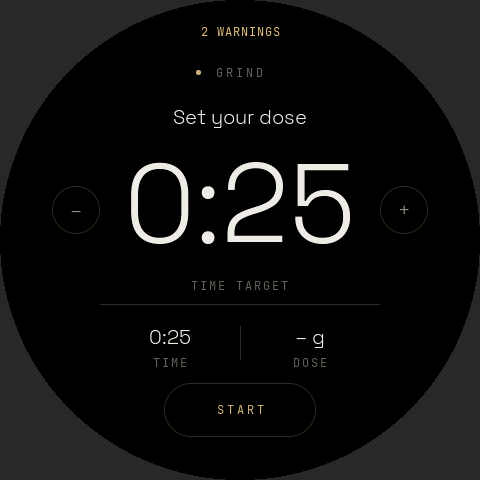 2 WARNINGS
GRIND
Set your dose
– 0:25 +
TIME TARGET
0:25 – g
TIME DOSE
START